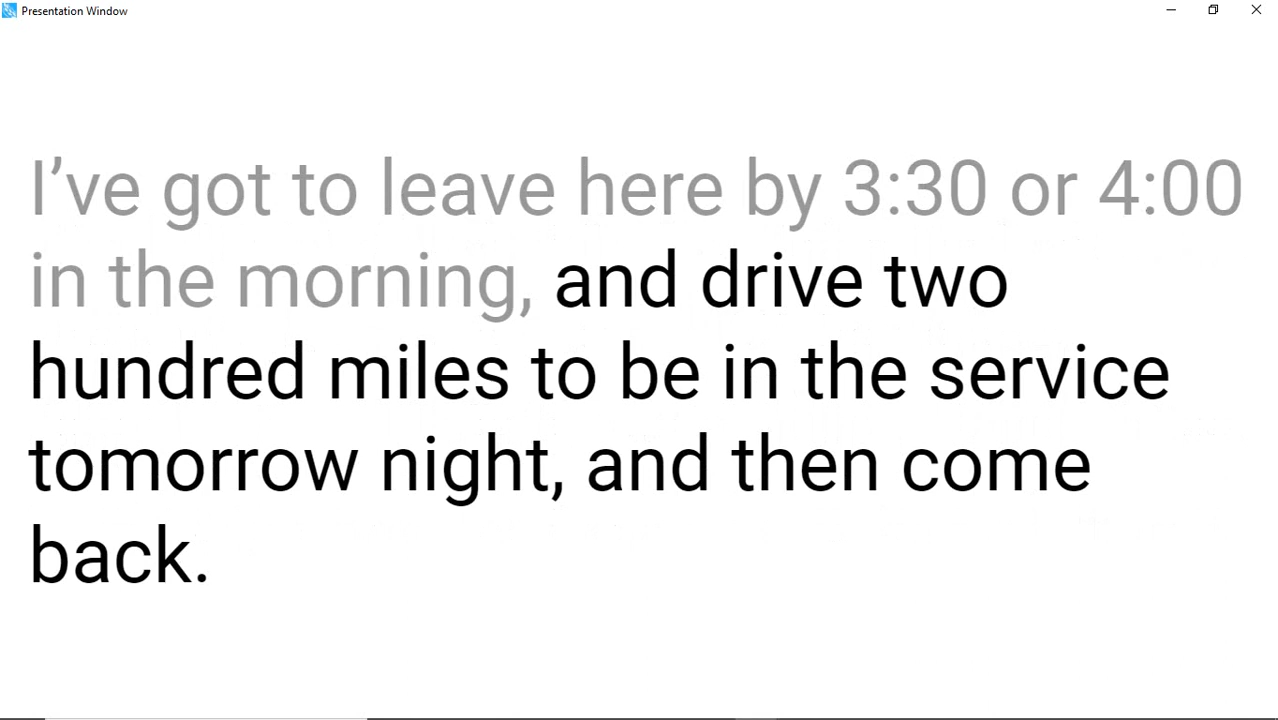 Presentation Window
I’ve got to leave here by 3:30 or 4:00
in the morning, and drive two
hundred miles to be in the service
tomorrow night, and then come
back.